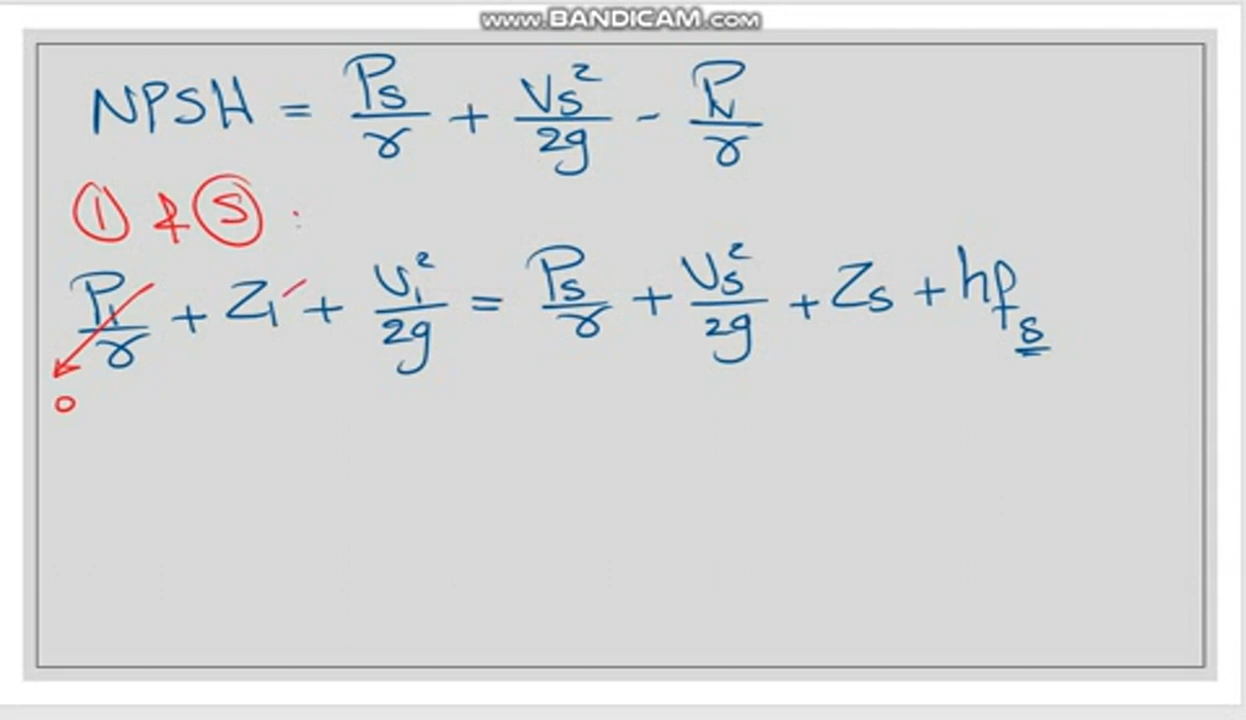 www.BANDICAM.com
NPSH = Ps/γ + Vs²/2g - Pv/γ
① & Ⓢ :
P₁/γ + Z₁ + V₁²/2g = Ps/γ + Vs²/2g + Zs + hfs
0